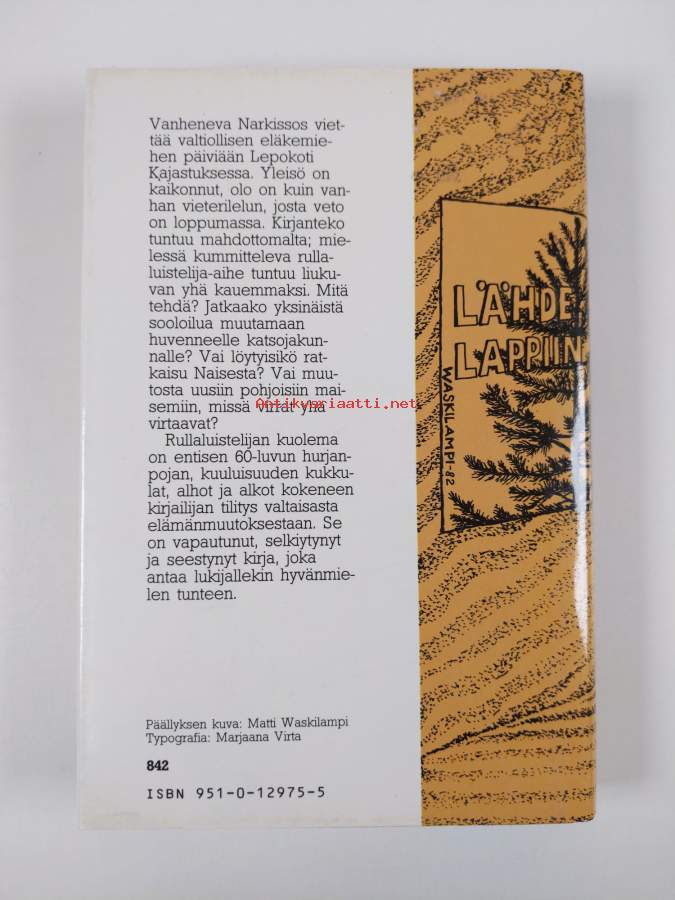 Vanheneva Narkissos viet-
tää valtiollisen eläkemie-
hen päiviään Lepokoti
Kajastuksessa. Yleisö on
kaikonnut, olo on kuin van-
han vieterilelun, josta veto
on loppumassa. Kirjanteko
tuntuu mahdottomalta; mie-
lessä kummitteleva rulla-
luistelija-aihe tuntuu liuku-
van yhä kauemmaksi. Mitä
tehdä? Jatkaako yksinäistä
sooloilua muutamaan
huvenneelle katsojakun-
nalle? Vai löytyisikö rat-
kaisu Naisesta? Vai muu-
tosta uusiin pohjoisiin mai-
semiin, missä virrat yhä
virtaavat?
Rullaluistelijan kuolema
on entisen 60-luvun hurjan-
pojan, kuuluisuuden kukku-
lat, alhot ja alkot kokeneen
kirjailijan tilitys valtaisasta
elämänmuutoksestaan. Se
on vapautunut, selkiytynyt
ja seestynyt kirja, joka
antaa lukijallekin hyvänmie-
len tunteen.
Päällyksen kuva: Matti Waskilampi
Typografia: Marjaana Virta
842
ISBN 951-0-12975-5
LÄHDE
LAPPIIN
WASKILAMPI-82
Antikvariaatti.net